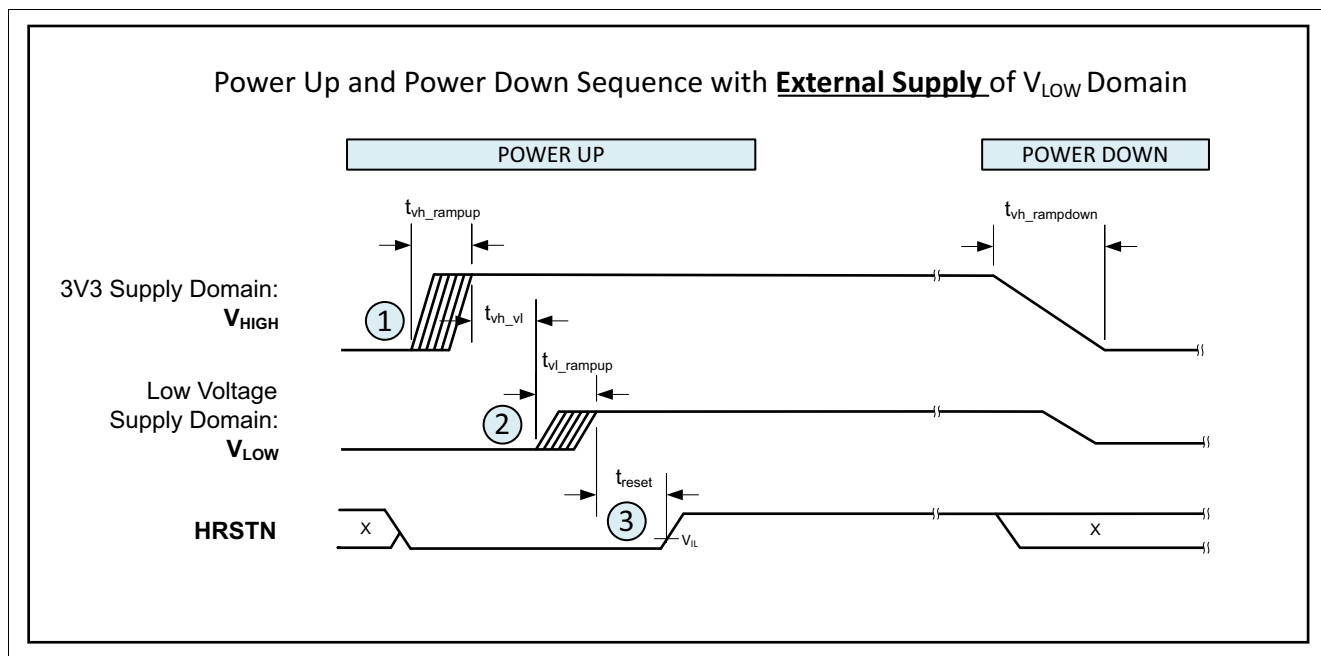 Power Up and Power Down Sequence with External Supply of VLOW Domain
POWER UP
POWER DOWN
tvh_rampup
tvh_rampdown
3V3 Supply Domain:
VHIGH
1
tvh_vl
tvl_rampup
Low Voltage
Supply Domain:
VLOW
2
treset
HRSTN
X
3
VIL
X